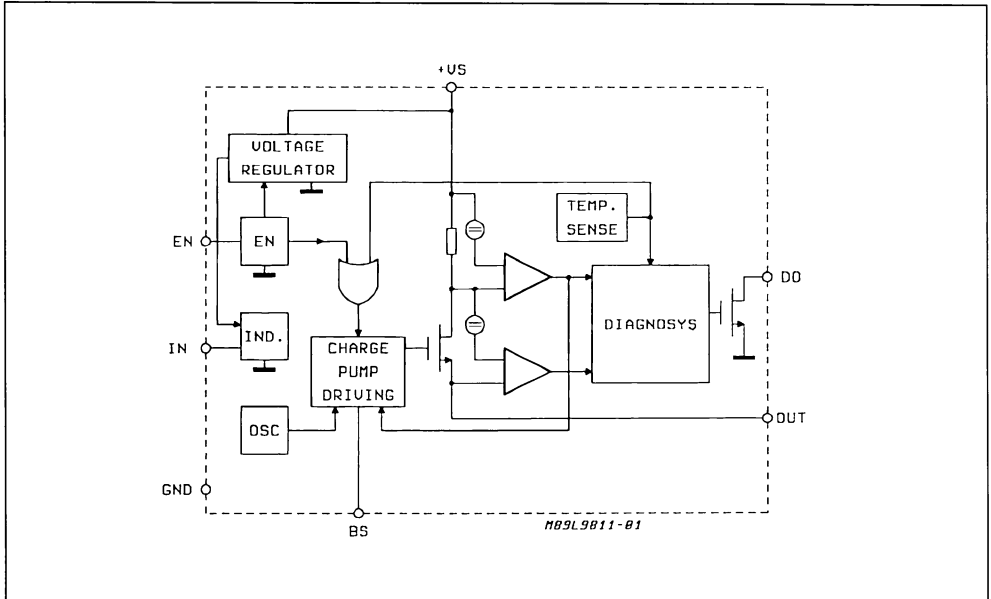 +VS
VOLTAGE
REGULATOR
TEMP.
SENSE
EN
EN
DO
DIAGNOSYS
IND.
IN
CHARGE
PUMP
DRIVING
OSC
OUT
GND
BS
M89L9811-01